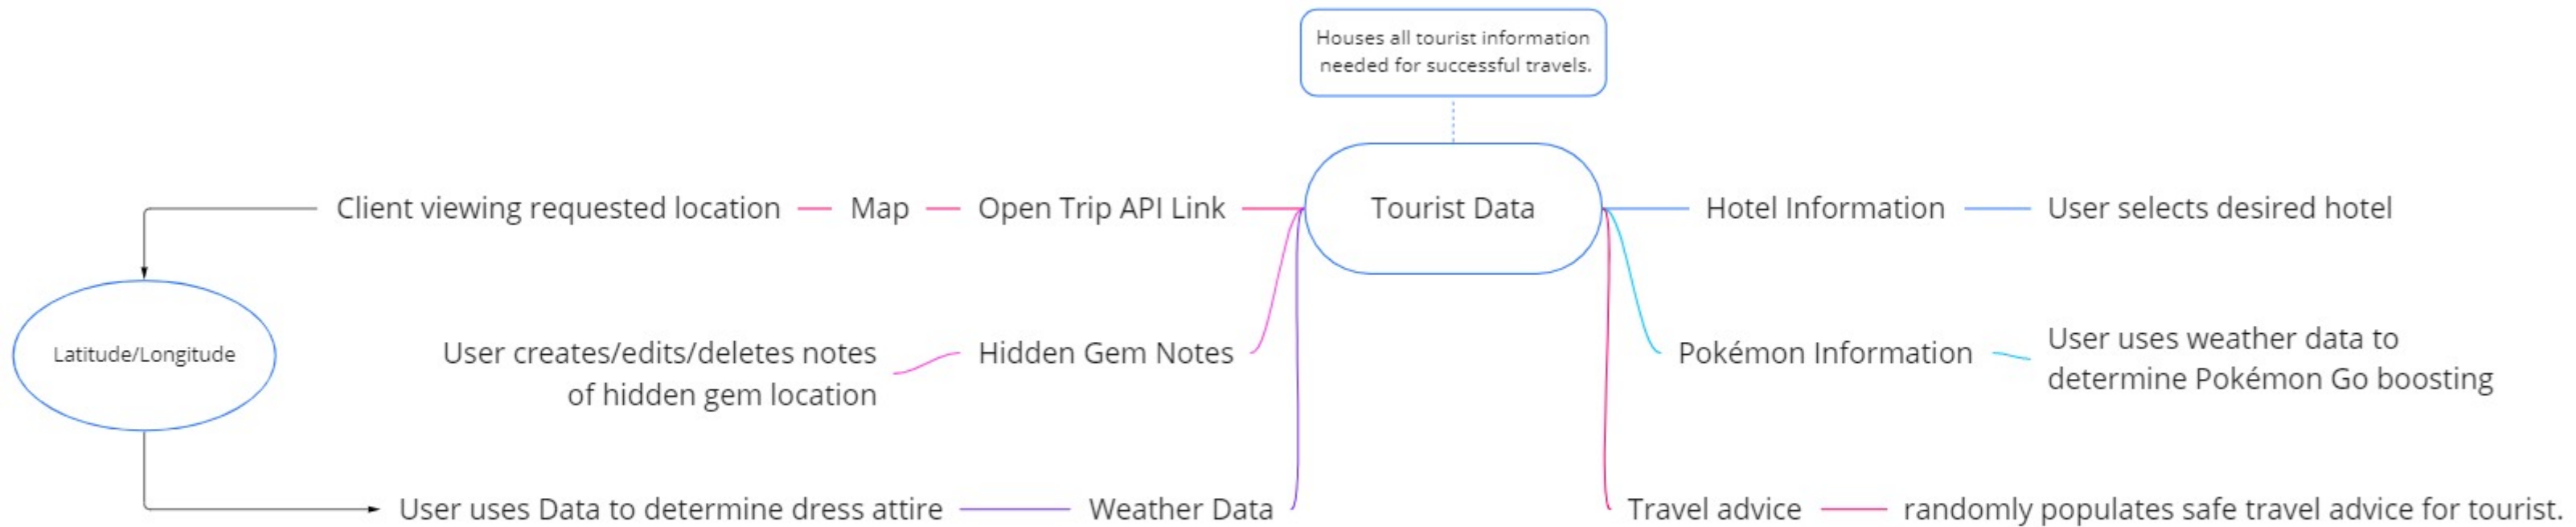 Houses all tourist information
needed for successful travels.
Client viewing requested location
Map
Open Trip API Link
Tourist Data
Hotel Information
User selects desired hotel
Latitude/Longitude
User creates/edits/deletes notes
of hidden gem location
Hidden Gem Notes
Pokémon Information
User uses weather data to
determine Pokémon Go boosting
User uses Data to determine dress attire
Weather Data
Travel advice
randomly populates safe travel advice for tourist.